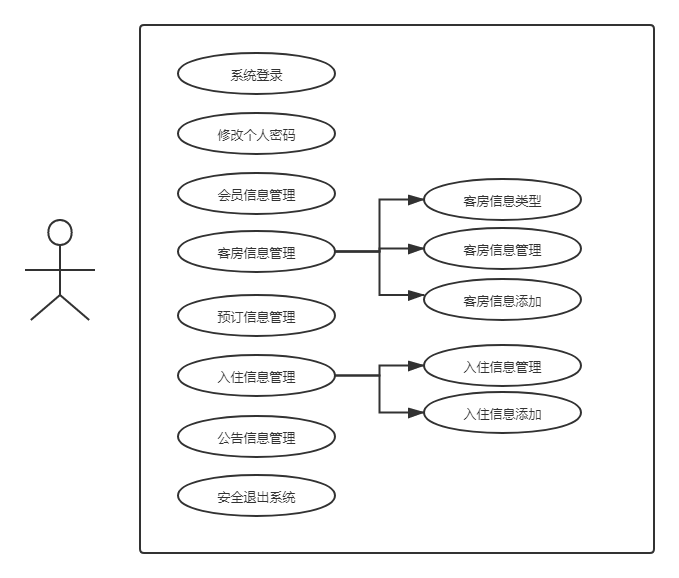 系统登录
修改个人密码
会员信息管理
客房信息管理
客房信息类型
客房信息管理
客房信息添加
预订信息管理
入住信息管理
入住信息管理
入住信息添加
公告信息管理
安全退出系统